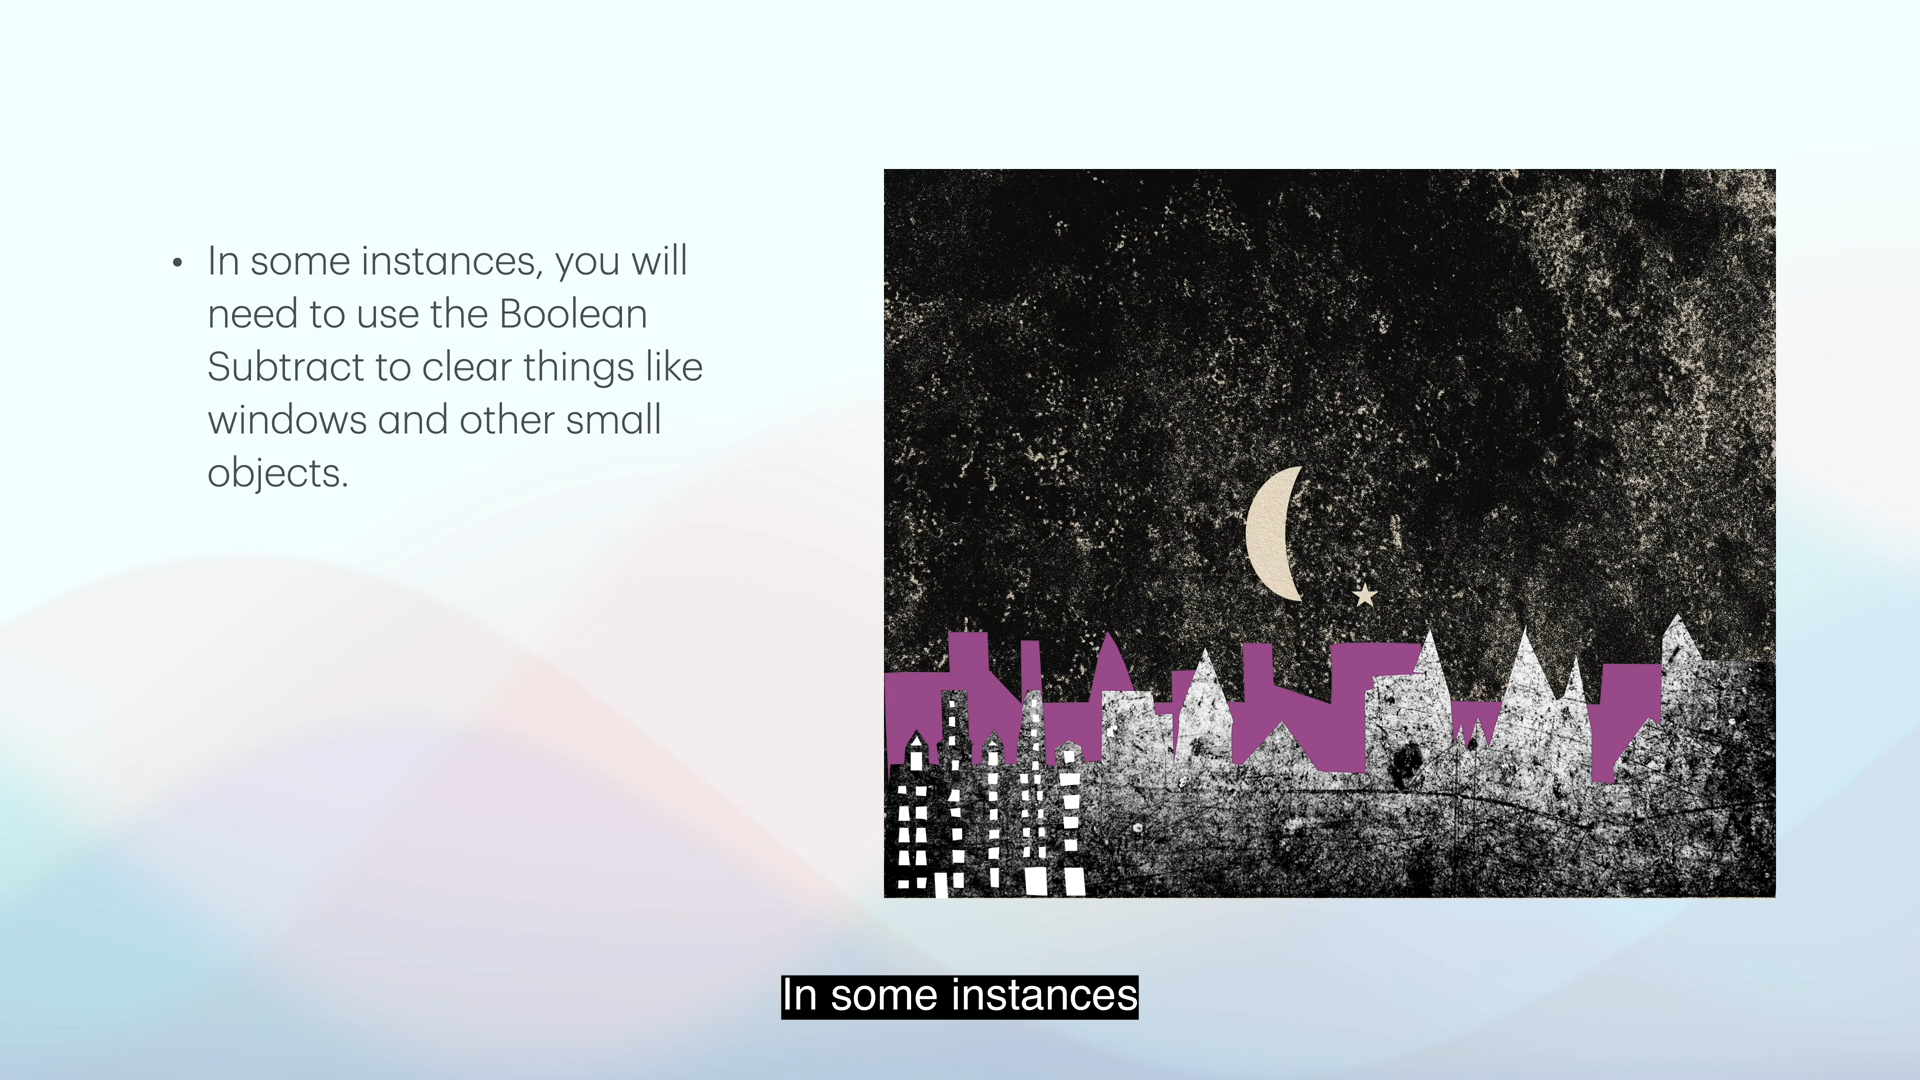 • In some instances, you will
need to use the Boolean
Subtract to clear things like
windows and other small
objects.
In some instances